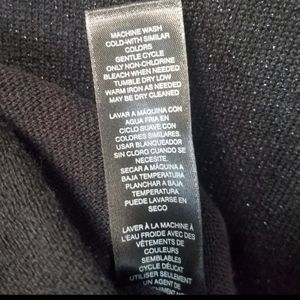 MACHINE WASH
COLD-WITH SIMILAR
COLORS
GENTLE CYCLE
ONLY NON-CHLORINE
BLEACH WHEN NEEDED
TUMBLE DRY LOW
WARM IRON AS NEEDED
MAY BE DRY CLEANED
LAVAR A MÁQUINA CON
AGUA FRIA EN
CICLO SUAVE CON
COLORES SIMILARES.
USAR BLANQUEADOR
SIN CLORO CUANDO SE
NECESITE.
SECAR A MÁQUINA A
BAJA TEMPERATURA
PLANCHAR A BAJA
TEMPERATURA
PUEDE LAVARSE EN
SECO
LAVER À LA MACHINE À
L'EAU FROIDE AVEC DES
VÊTEMENTS DE
COULEURS
SEMBLABLES
CYCLE DÉLICAT
UTILISER SEULEMENT
UN AGENT DE